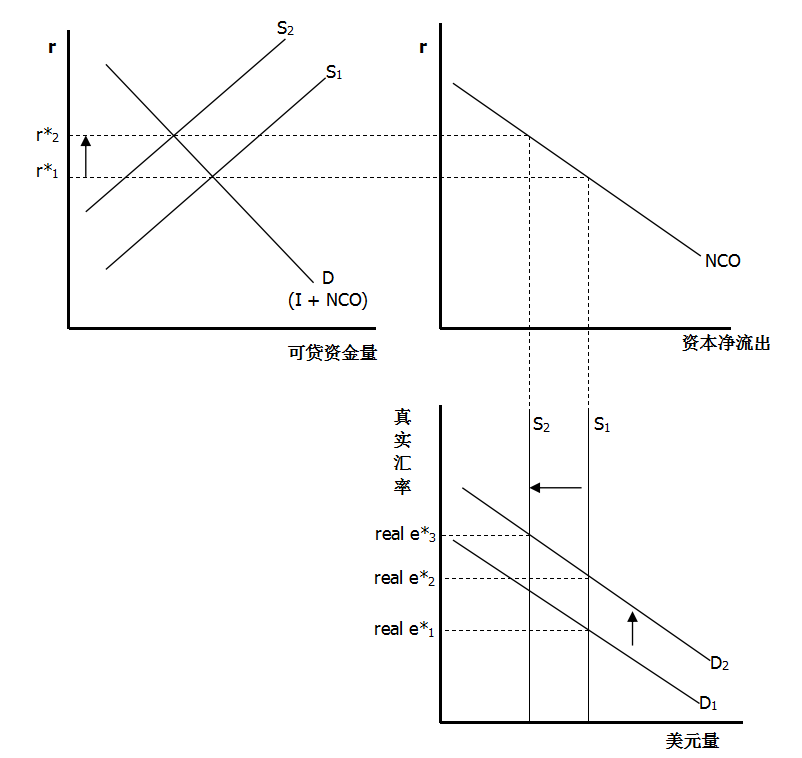 r
S2
S1
r*2
r*1
D
(I + NCO)
可贷资金量
r
NCO
资本净流出
真
实
汇
率
S2
S1
real e*3
real e*2
real e*1
D2
D1
美元量